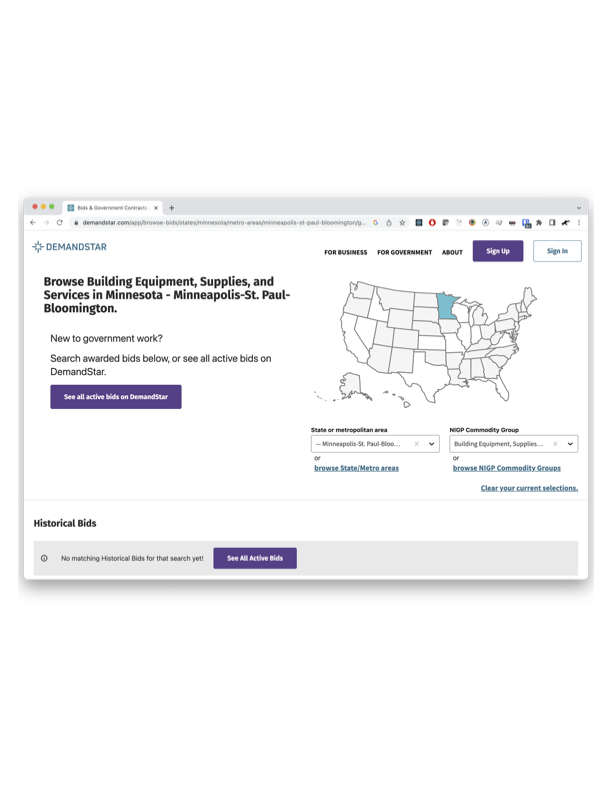 Bids & Government Contracts
demandstar.com/app/browse-bids/states/minnesota/metro-areas/minneapolis-st-paul-bloomington/g...
DEMANDSTAR
FOR BUSINESS
FOR GOVERNMENT
ABOUT
Sign Up
Sign In
Browse Building Equipment, Supplies, and
Services in Minnesota - Minneapolis-St. Paul-
Bloomington.
New to government work?
Search awarded bids below, or see all active bids on
DemandStar.
See all active bids on DemandStar
State or metropolitan area
— Minneapolis-St. Paul-Bloo...
or
browse State/Metro areas
NIGP Commodity Group
Building Equipment, Supplies...
or
browse NIGP Commodity Groups
Clear your current selections.
Historical Bids
No matching Historical Bids for that search yet!
See All Active Bids